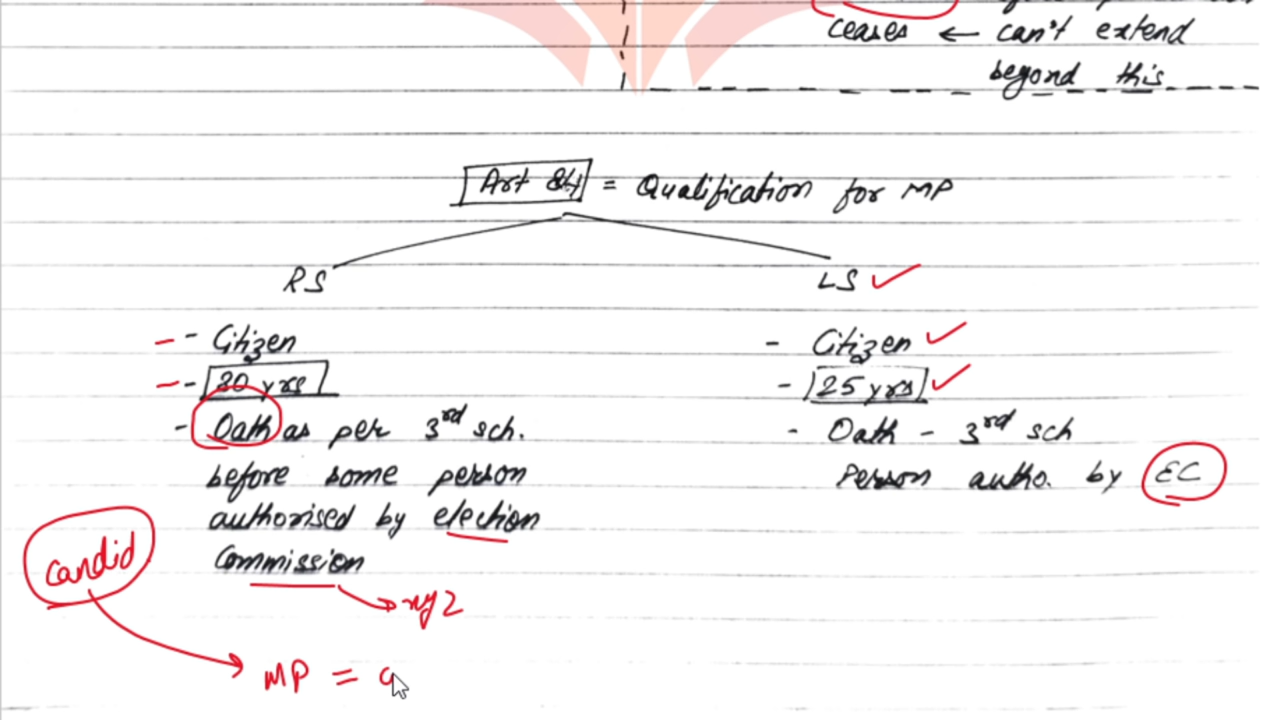 ceases ← can't extend
beyond this
Art 84 = Qualification for MP
RS
LS
- Citizen
- 30 yrs
- Oath as per 3rd sch.
before some person
authorised by election
Commission
- Citizen
- 25 yrs
- Oath - 3rd sch
Person autho. by EC
candid
xyz
MP =